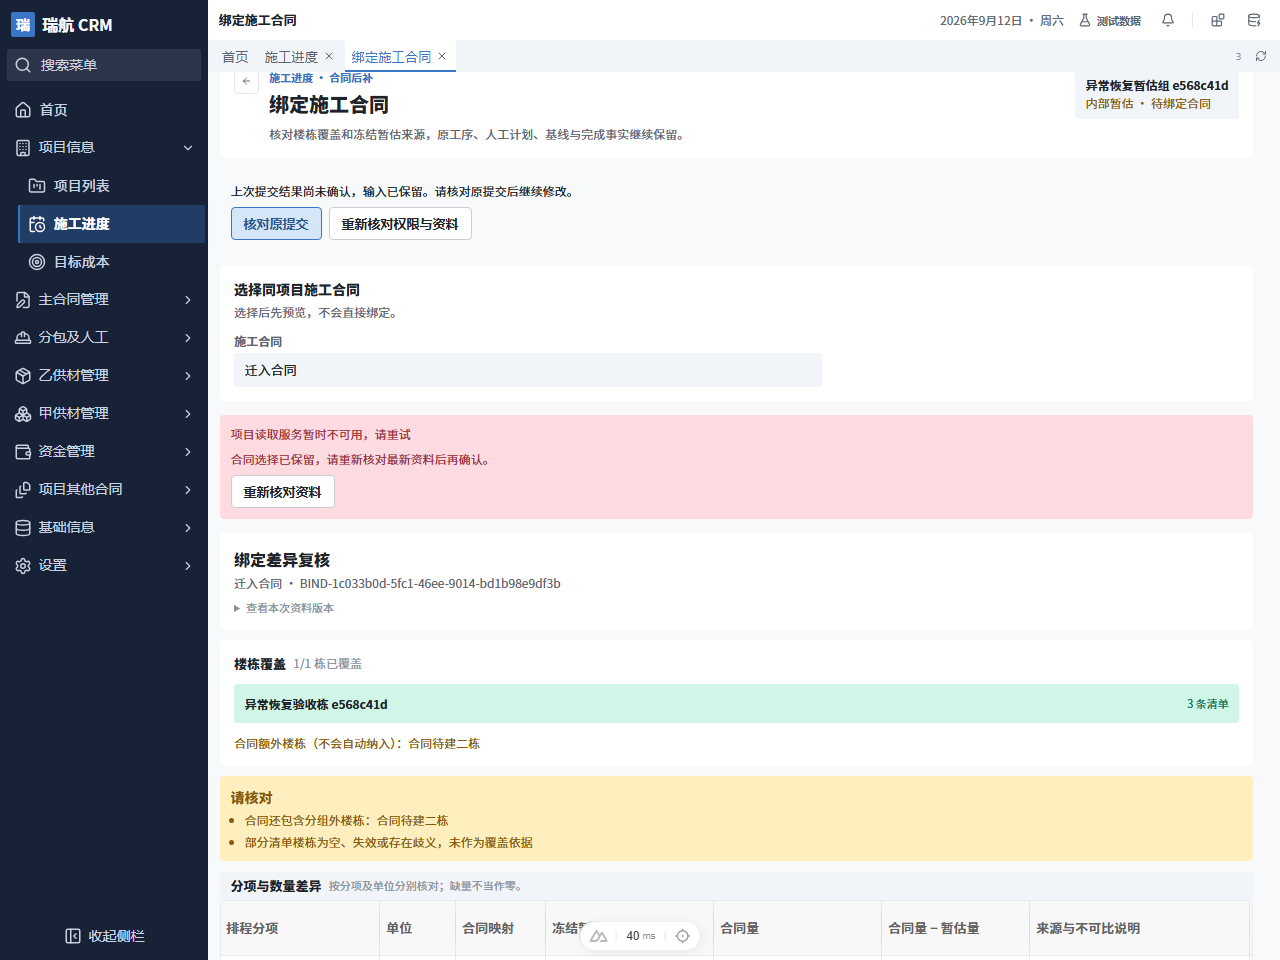 瑞 瑞航 CRM
搜索菜单
首页
项目信息
项目列表
施工进度
目标成本
主合同管理
分包及人工
乙供材管理
甲供材管理
资金管理
项目其他合同
基础信息
设置
收起侧栏
绑定施工合同
2026年9月12日 · 周六 测试数据
首页 施工进度 × 绑定施工合同 × 3
施工进度 · 合同后补
绑定施工合同
核对楼栋覆盖和冻结暂估来源，原工序、人工计划、基线与完成事实继续保留。
异常恢复暂估组 e568c41d
内部暂估 · 待绑定合同
上次提交结果尚未确认，输入已保留。请核对原提交后继续修改。
核对原提交 重新核对权限与资料
选择同项目施工合同
选择后先预览，不会直接绑定。
施工合同
迁入合同
项目读取服务暂时不可用，请重试
合同选择已保留，请重新核对最新资料后再确认。
重新核对资料
绑定差异复核
迁入合同 · BIND-1c033b0d-5fc1-46ee-9014-bd1b98e9df3b
查看本次资料版本
楼栋覆盖 1/1 栋已覆盖
异常恢复验收栋 e568c41d 3 条清单
合同额外楼栋（不会自动纳入）：合同待建二栋
请核对
合同还包含分组外楼栋：合同待建二栋
部分清单楼栋为空、失效或存在歧义，未作为覆盖依据
分项与数量差异 按分项及单位分别核对；缺量不当作零。
排程分项 单位 合同映射 冻结 合同量 合同量 − 暂估量 来源与不可比说明
40 ms